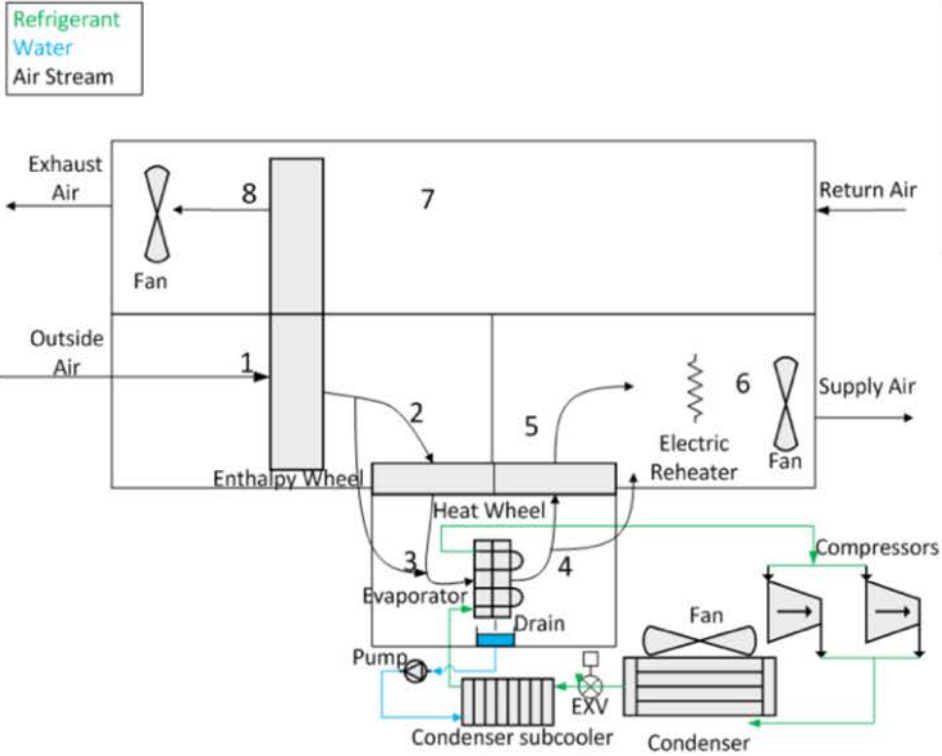 Refrigerant
Water
Air Stream
Exhaust
Air
8
7
Return Air
Fan
Outside
Air
1
2
5
6
Supply Air
Electric
Reheater
Fan
Enthalpy Wheel
Heat Wheel
3
4
Compressors
Evaporator
Drain
Fan
Pump
EXV
Condenser subcooler
Condenser